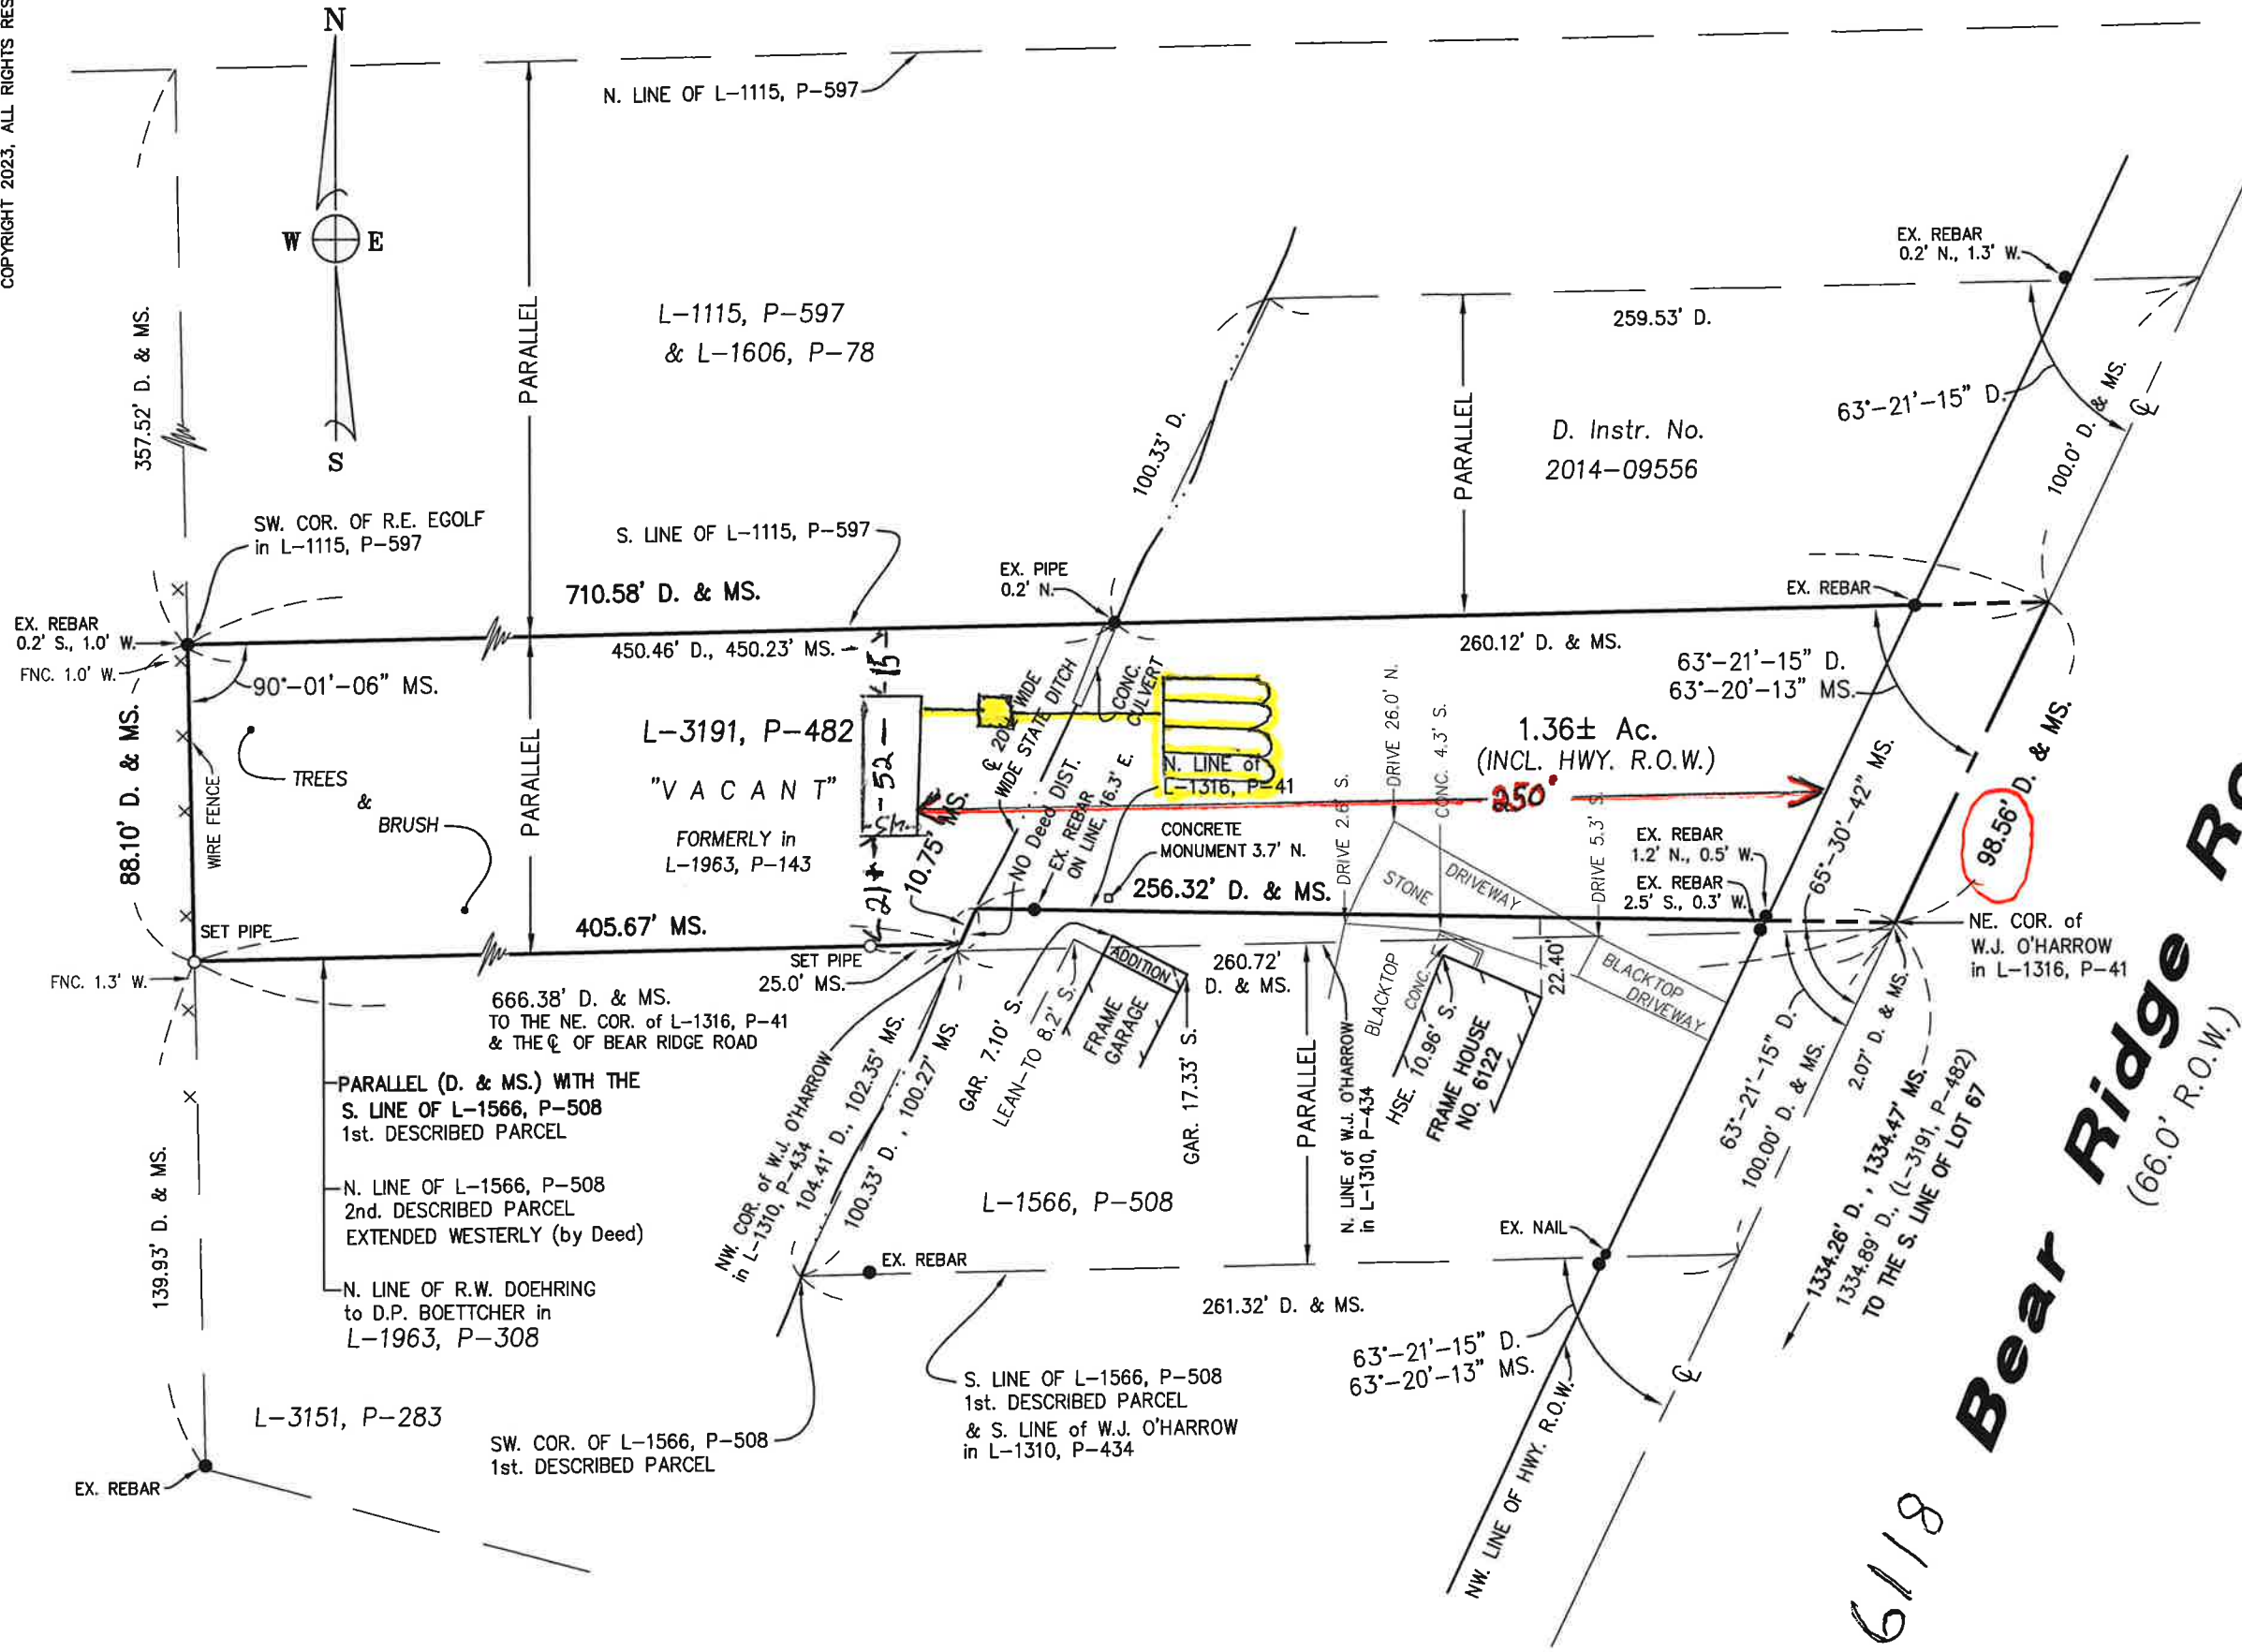 COPYRIGHT 2023, ALL RIGHTS RES
N
W
E
S
N. LINE OF L-1115, P-597
357.52' D. & MS.
PARALLEL
L-1115, P-597
& L-1606, P-78
100.33' D.
EX. REBAR
0.2' N., 1.3' W.
259.53' D.
63°-21'-15" D.
100.0' D. & MS.
℄
PARALLEL
D. Instr. No.
2014-09556
SW. COR. OF R.E. EGOLF
in L-1115, P-597
S. LINE OF L-1115, P-597
EX. PIPE
0.2' N.
EX. REBAR
710.58' D. & MS.
EX. REBAR
0.2' S., 1.0' W.
FNC. 1.0' W.
450.46' D., 450.23' MS.
260.12' D. & MS.
90°-01'-06" MS.
88.10' D. & MS.
WIRE FENCE
TREES
&
BRUSH
PARALLEL
L-3191, P-482
"V A C A N T"
FORMERLY in
L-1963, P-143
15
52
21+
10.75' MS.
℄ 20'± WIDE
WIDE STATE DITCH
CONC.
CULVERT
NO Deed DIST.
EX. REBAR
ON LINE, 16.3' E.
N. LINE of
L-1316, P-41
CONCRETE
MONUMENT 3.7' N.
DRIVE 26.0' N.
CONC. 4.3' S.
DRIVE 2.6' S.
DRIVE 5.3' S.
63°-21'-15" D.
63°-20'-13" MS.
1.36± Ac.
(INCL. HWY. R.O.W.)
250'
65°-30'-42" MS.
98.56' D. & MS.
EX. REBAR
1.2' N., 0.5' W.
EX. REBAR
2.5' S., 0.3' W.
STONE
DRIVEWAY
256.32' D. & MS.
NE. COR. of
W.J. O'HARROW
in L-1316, P-41
SET PIPE
FNC. 1.3' W.
405.67' MS.
SET PIPE
25.0' MS.
260.72'
D. & MS.
ADDITION
FRAME
GARAGE
GAR. 7.10' S.
LEAN-TO 8.2' S.
GAR. 17.33' S.
BLACKTOP
CONC.
22.40'
BLACKTOP
DRIVEWAY
HSE. 10.96' S.
FRAME HOUSE
NO. 6122
N. LINE of W.J. O'HARROW
in L-1310, P-434
PARALLEL
666.38' D. & MS.
TO THE NE. COR. of L-1316, P-41
& THE ℄ OF BEAR RIDGE ROAD
PARALLEL (D. & MS.) WITH THE
S. LINE OF L-1566, P-508
1st. DESCRIBED PARCEL
N. LINE OF L-1566, P-508
2nd. DESCRIBED PARCEL
EXTENDED WESTERLY (by Deed)
N. LINE OF R.W. DOEHRING
to D.P. BOETTCHER in
L-1963, P-308
139.93' D. & MS.
NW. COR. of W.J. O'HARROW
in L-1310, P-434
104.41' D., 102.35' MS.
100.33' D., 100.27' MS.
L-1566, P-508
EX. REBAR
EX. NAIL
261.32' D. & MS.
63°-21'-15" D.
100.00' D. & MS.
2.07' D. & MS.
1334.26' D., 1334.47' MS.
1334.89' D., (L-3191, P-482)
TO THE S. LINE OF LOT 67
63°-21'-15" D.
63°-20'-13" MS.
℄
NW. LINE OF HWY. R.O.W.
S. LINE OF L-1566, P-508
1st. DESCRIBED PARCEL
& S. LINE of W.J. O'HARROW
in L-1310, P-434
SW. COR. OF L-1566, P-508
1st. DESCRIBED PARCEL
L-3151, P-283
EX. REBAR
Bear Ridge Ro
(66.0' R.O.W.)
6118